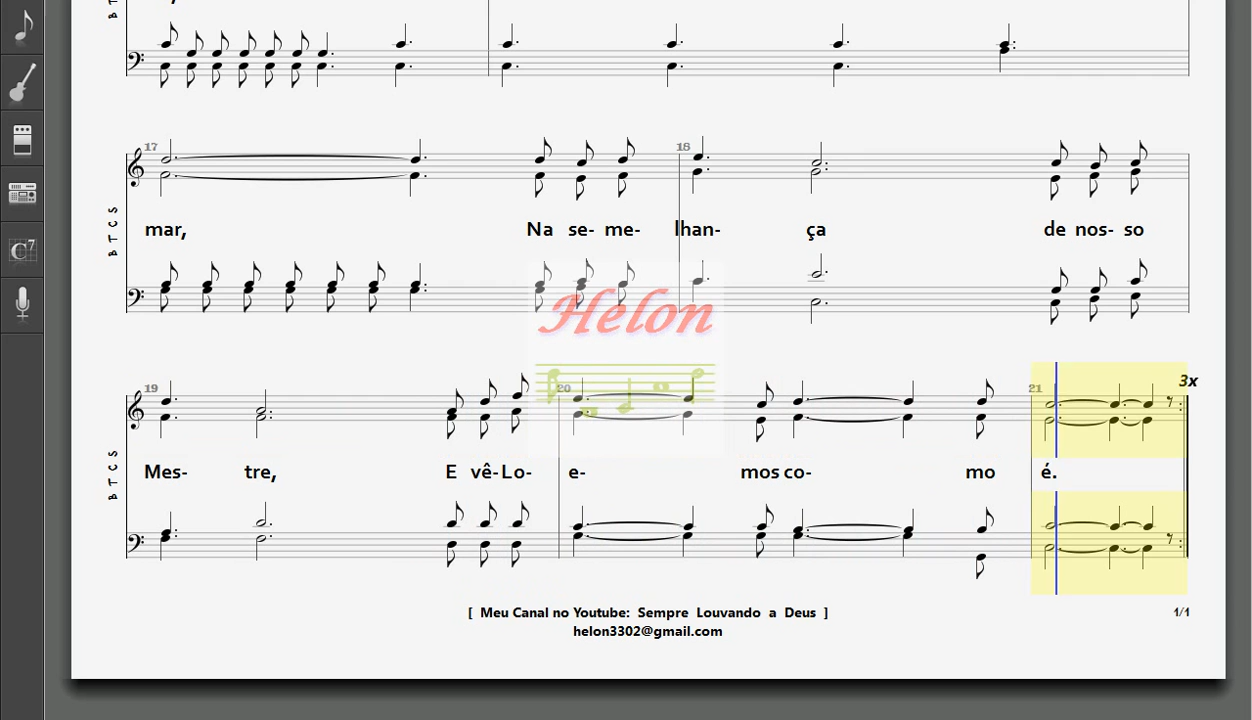 C7
17
18
B T C S
mar, Na se- me- lhan- ça de nos- so
Helon
19
20
21
3x
B T C S
Mes- tre, E vê- Lo- e- mos co- mo é.
[ Meu Canal no Youtube: Sempre Louvando a Deus ]
1/1
helon3302@gmail.com